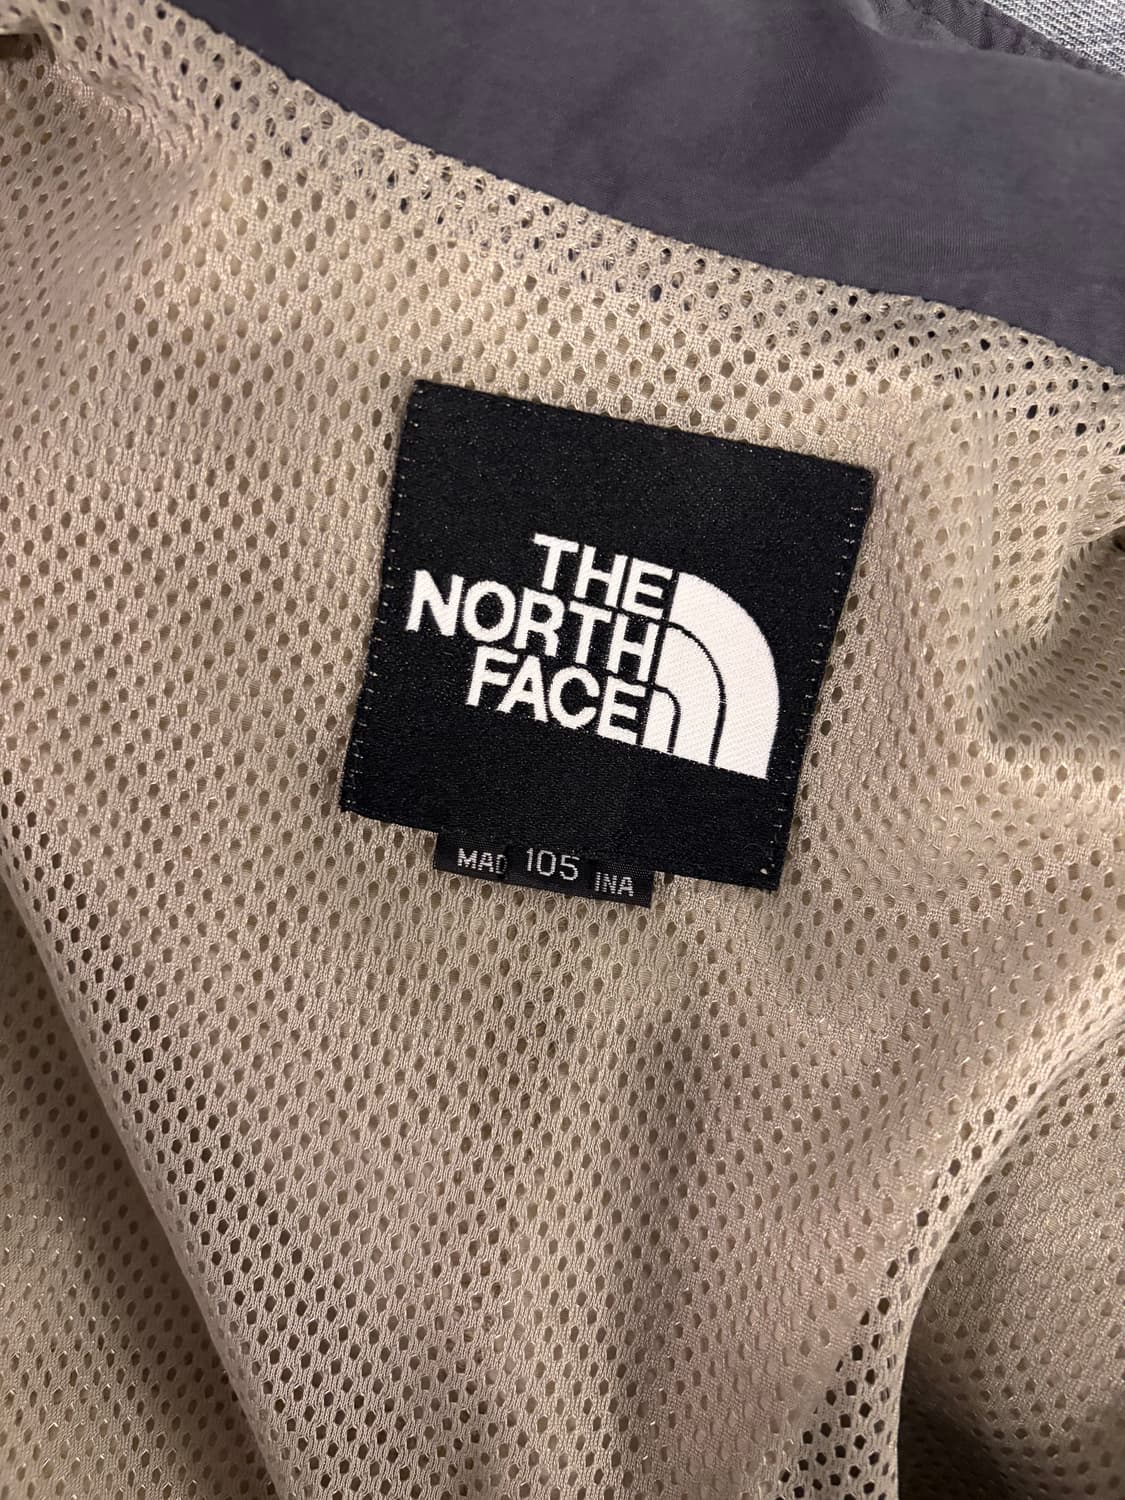 THE
NORTH
FACE
MAD 105 INA